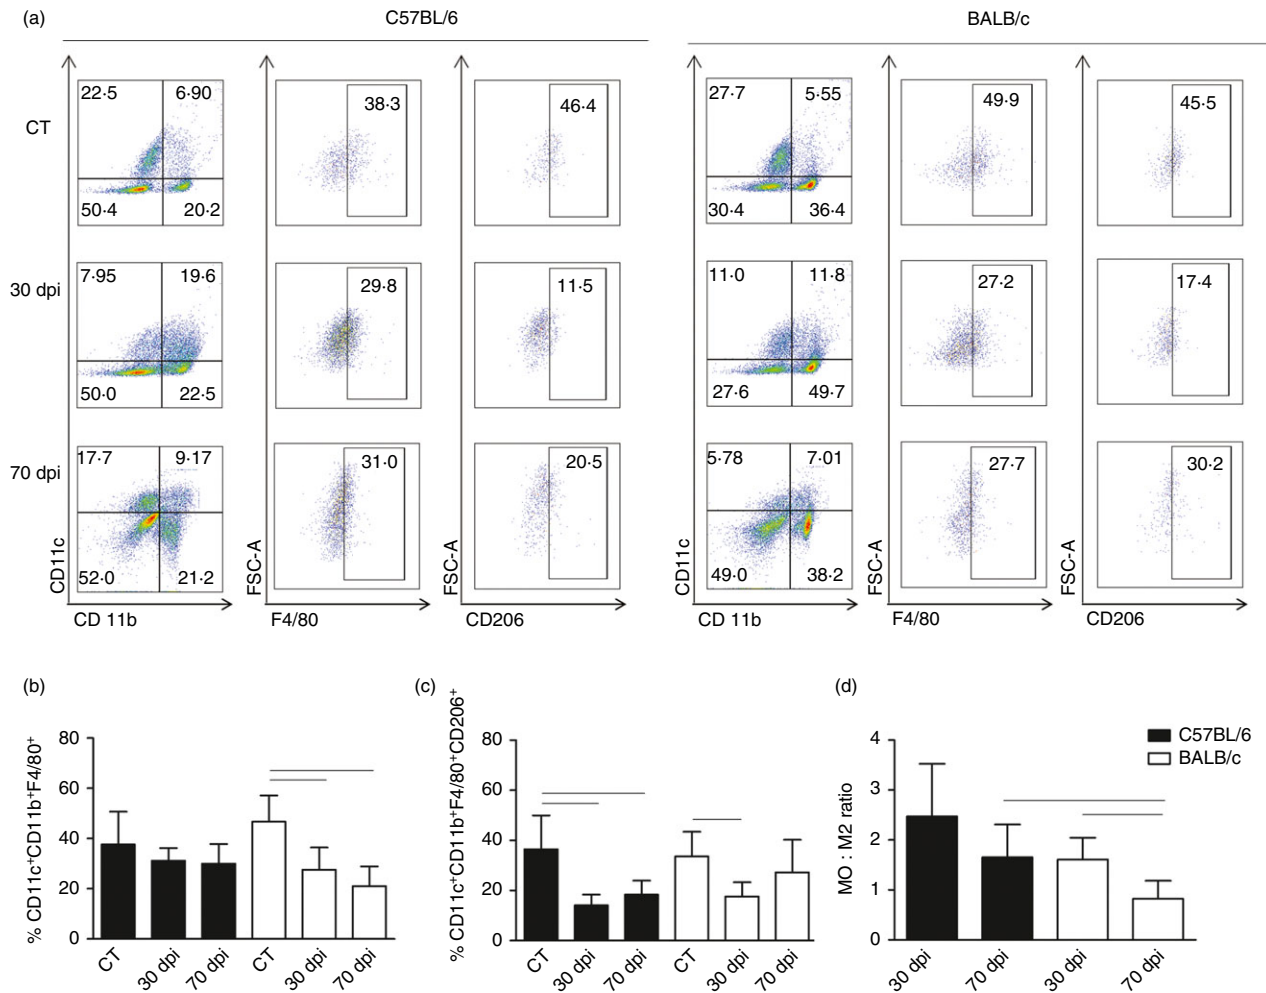 (a)
C57BL/6
BALB/c
CT
22·5 6·90
50·4 20·2
38·3
46·4
27·7 5·55
30·4 36·4
49·9
45·5
30 dpi
7·95 19·6
50·0 22·5
29·8
11·5
11·0 11·8
27·6 49·7
27·2
17·4
70 dpi
17·7 9·17
52·0 21·2
31·0
20·5
5·78 7·01
49·0 38·2
27·7
30·2
CD11c
FSC-A
FSC-A
CD11c
FSC-A
FSC-A
CD 11b
F4/80
CD206
CD 11b
F4/80
CD206
(b)
% CD11c⁺CD11b⁺F4/80⁺
80
60
40
20
0
CT
30 dpi
70 dpi
CT
30 dpi
70 dpi
(c)
% CD11c⁺CD11b⁺F4/80⁺CD206⁺
80
60
40
20
0
CT
30 dpi
70 dpi
CT
30 dpi
70 dpi
(d)
MO : M2 ratio
4
3
2
1
0
30 dpi
70 dpi
30 dpi
70 dpi
C57BL/6
BALB/c